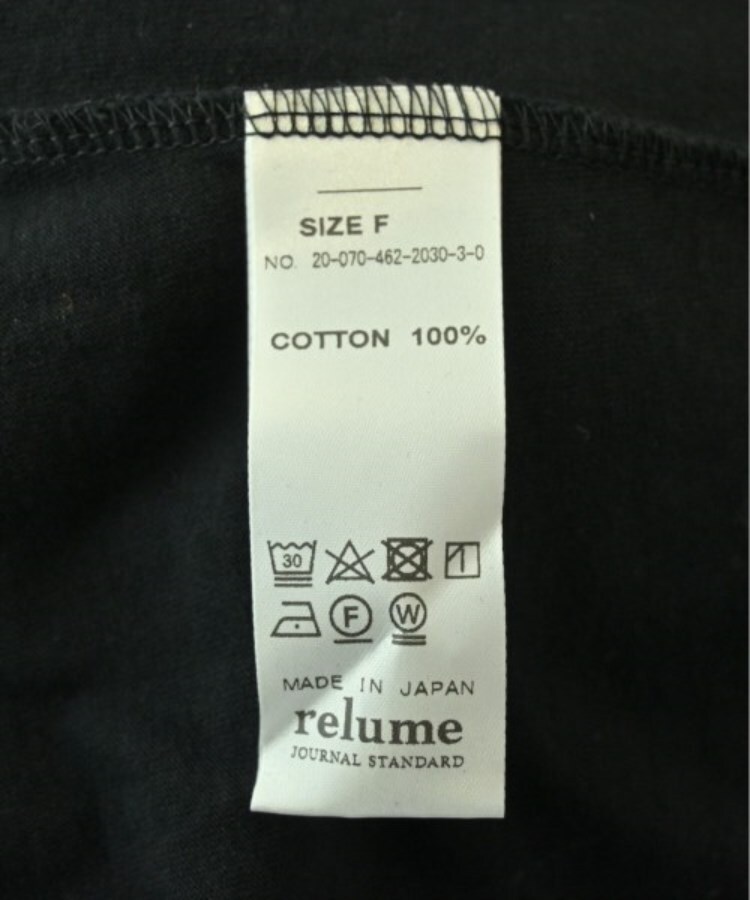 SIZE F
NO. 20-070-462-2030-3-0
COTTON 100%
30
F W
MADE IN JAPAN
relume
JOURNAL STANDARD